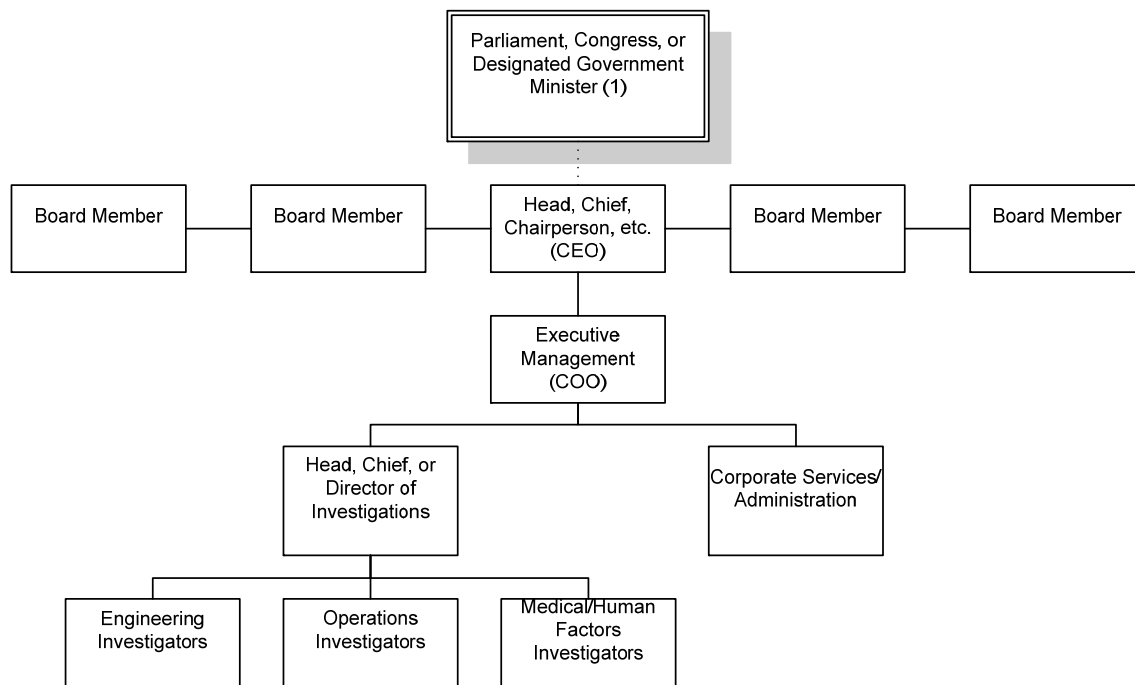 Parliament, Congress, or
Designated Government
Minister (1)
Board Member
Board Member
Head, Chief,
Chairperson, etc.
(CEO)
Board Member
Board Member
Executive
Management
(COO)
Head, Chief, or
Director of
Investigations
Corporate Services/
Administration
Engineering
Investigators
Operations
Investigators
Medical/Human
Factors
Investigators